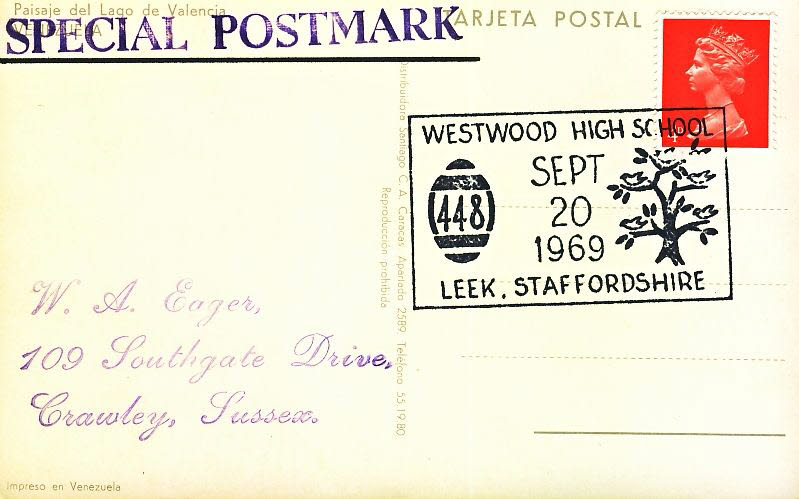 Paisaje del Lago de Valencia
VENEZUELA
SPECIAL POSTMARK
TARJETA POSTAL
4D
WESTWOOD HIGH SCHOOL
SEPT
20
1969
448
LEEK, STAFFORDSHIRE
Distribuidora Santiago C. A. Caracas Apartado 2589 Teléfono 55.19.80
Reproducción prohibida
W. A. Eager,
109 Southgate Drive,
Crawley, Sussex.
Impreso en Venezuela